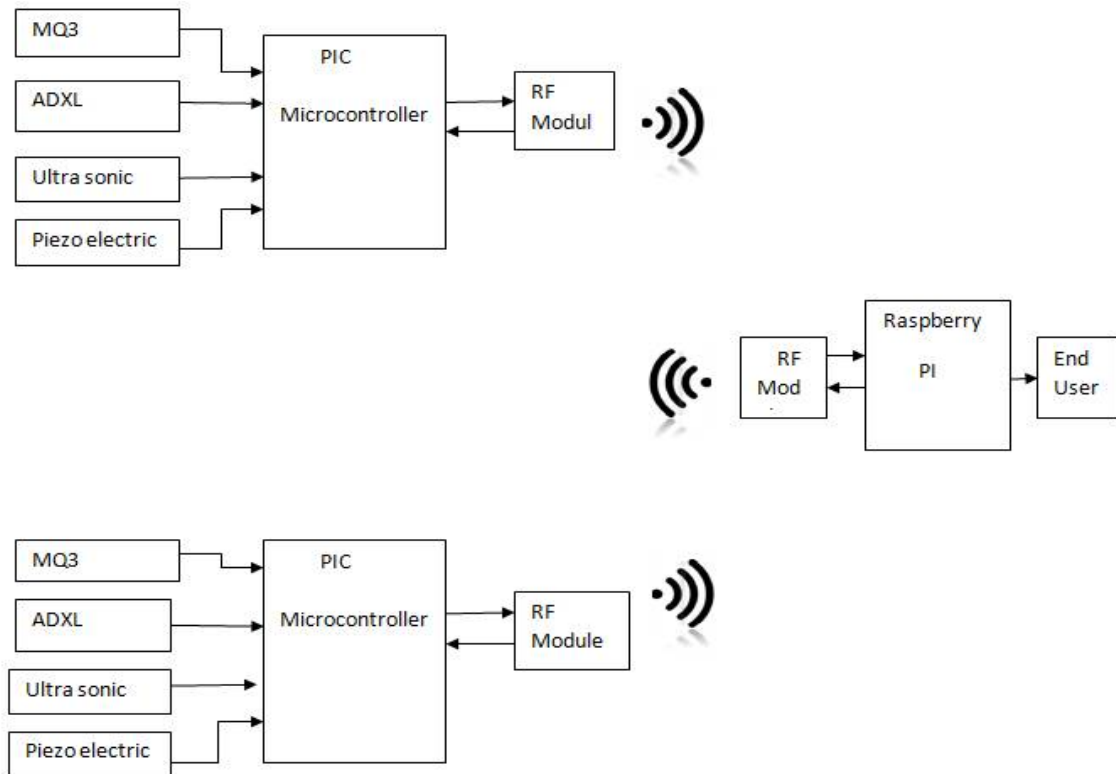 MQ3
ADXL
Ultra sonic
Piezo electric
PIC
Microcontroller
RF
Modul
RF
Mod
Raspberry
PI
End
User
MQ3
ADXL
Ultra sonic
Piezo electric
PIC
Microcontroller
RF
Module